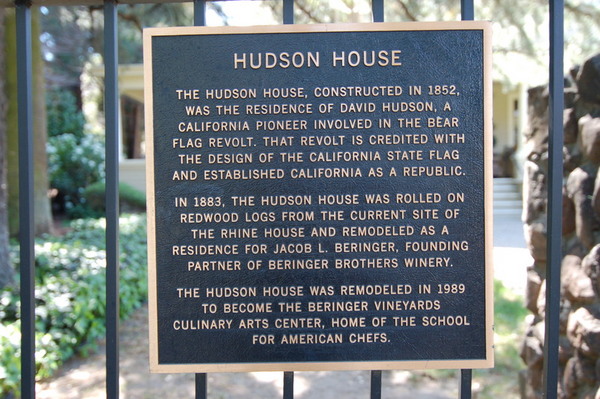 HUDSON HOUSE
THE HUDSON HOUSE, CONSTRUCTED IN 1852,
WAS THE RESIDENCE OF DAVID HUDSON, A
CALIFORNIA PIONEER INVOLVED IN THE BEAR
FLAG REVOLT. THAT REVOLT IS CREDITED WITH
THE DESIGN OF THE CALIFORNIA STATE FLAG
AND ESTABLISHED CALIFORNIA AS A REPUBLIC.
IN 1883, THE HUDSON HOUSE WAS ROLLED ON
REDWOOD LOGS FROM THE CURRENT SITE OF
THE RHINE HOUSE AND REMODELED AS A
RESIDENCE FOR JACOB L. BERINGER, FOUNDING
PARTNER OF BERINGER BROTHERS WINERY.
THE HUDSON HOUSE WAS REMODELED IN 1989
TO BECOME THE BERINGER VINEYARDS
CULINARY ARTS CENTER, HOME OF THE SCHOOL
FOR AMERICAN CHEFS.